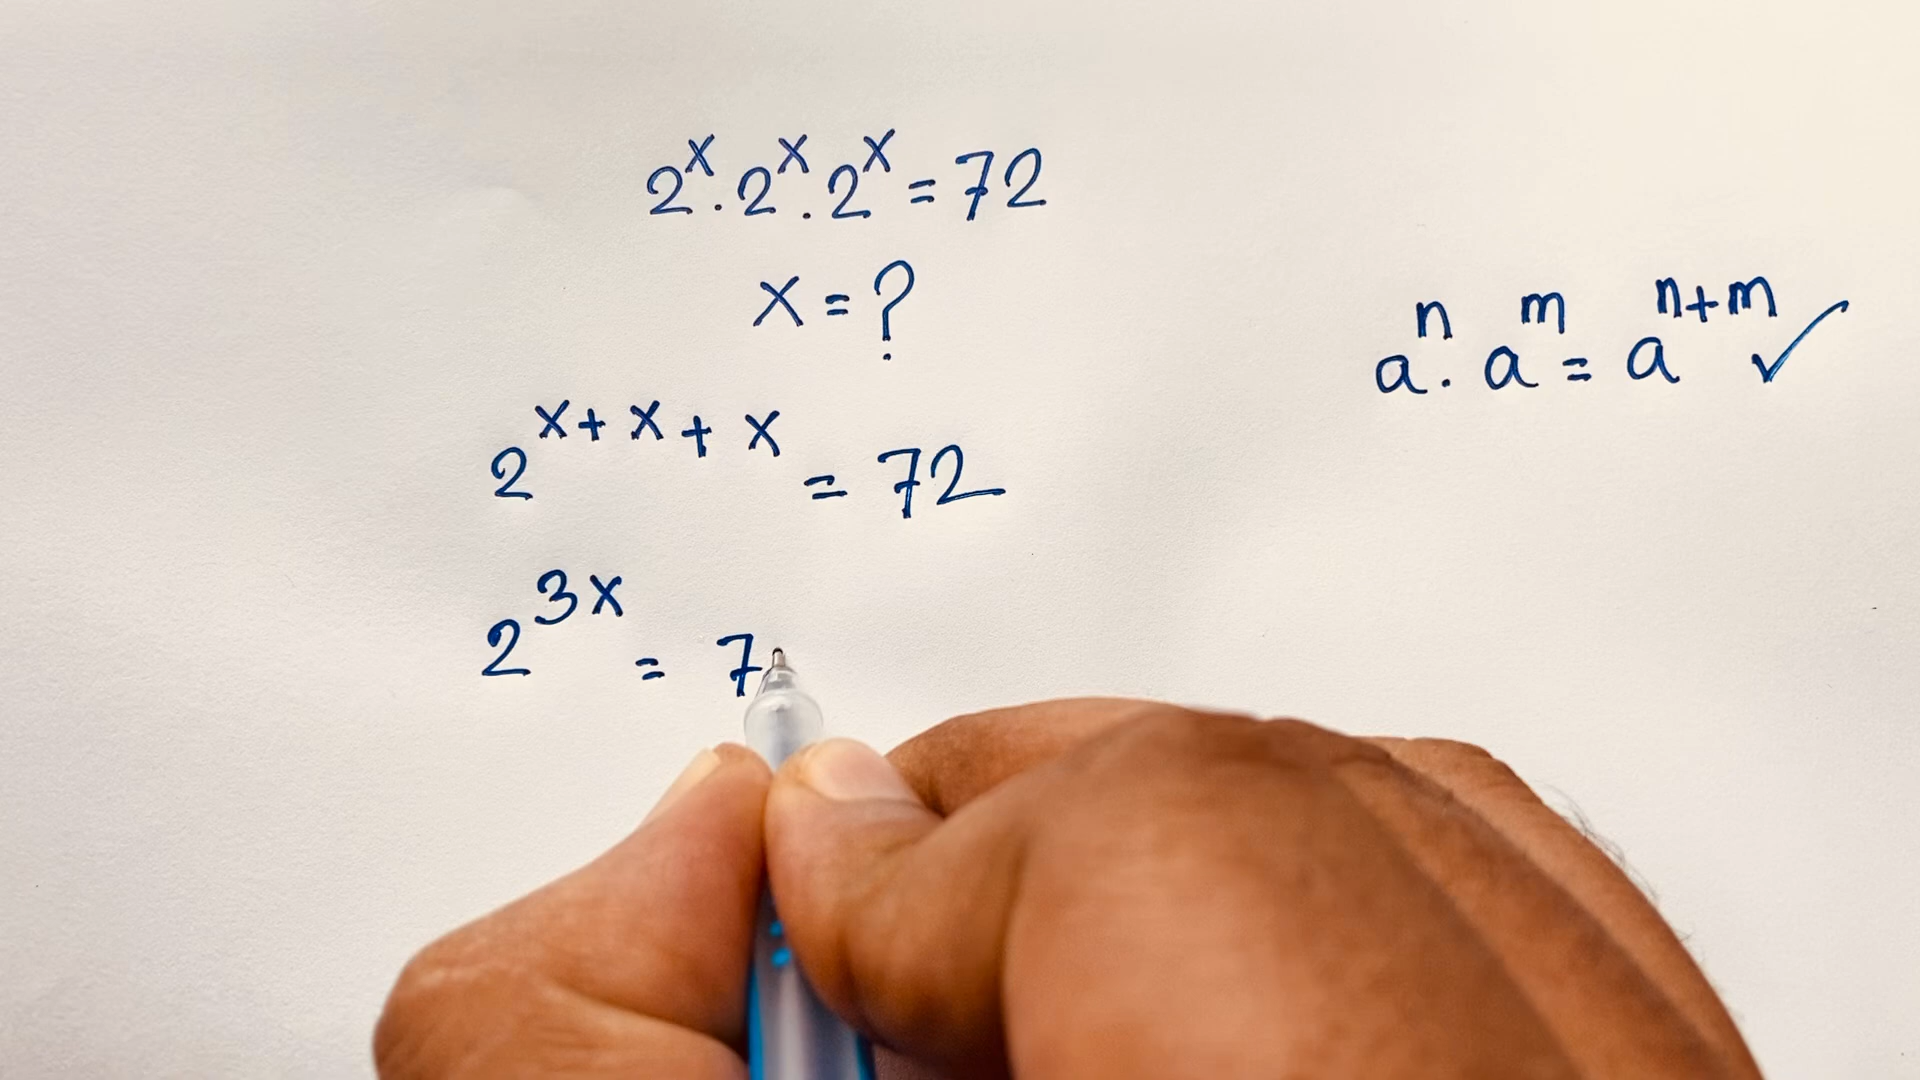 2^x . 2^x . 2^x = 72
x = ?
a^n . a^m = a^{n+m} ✓
2^{x+x+x} = 72
2^{3x} = 7